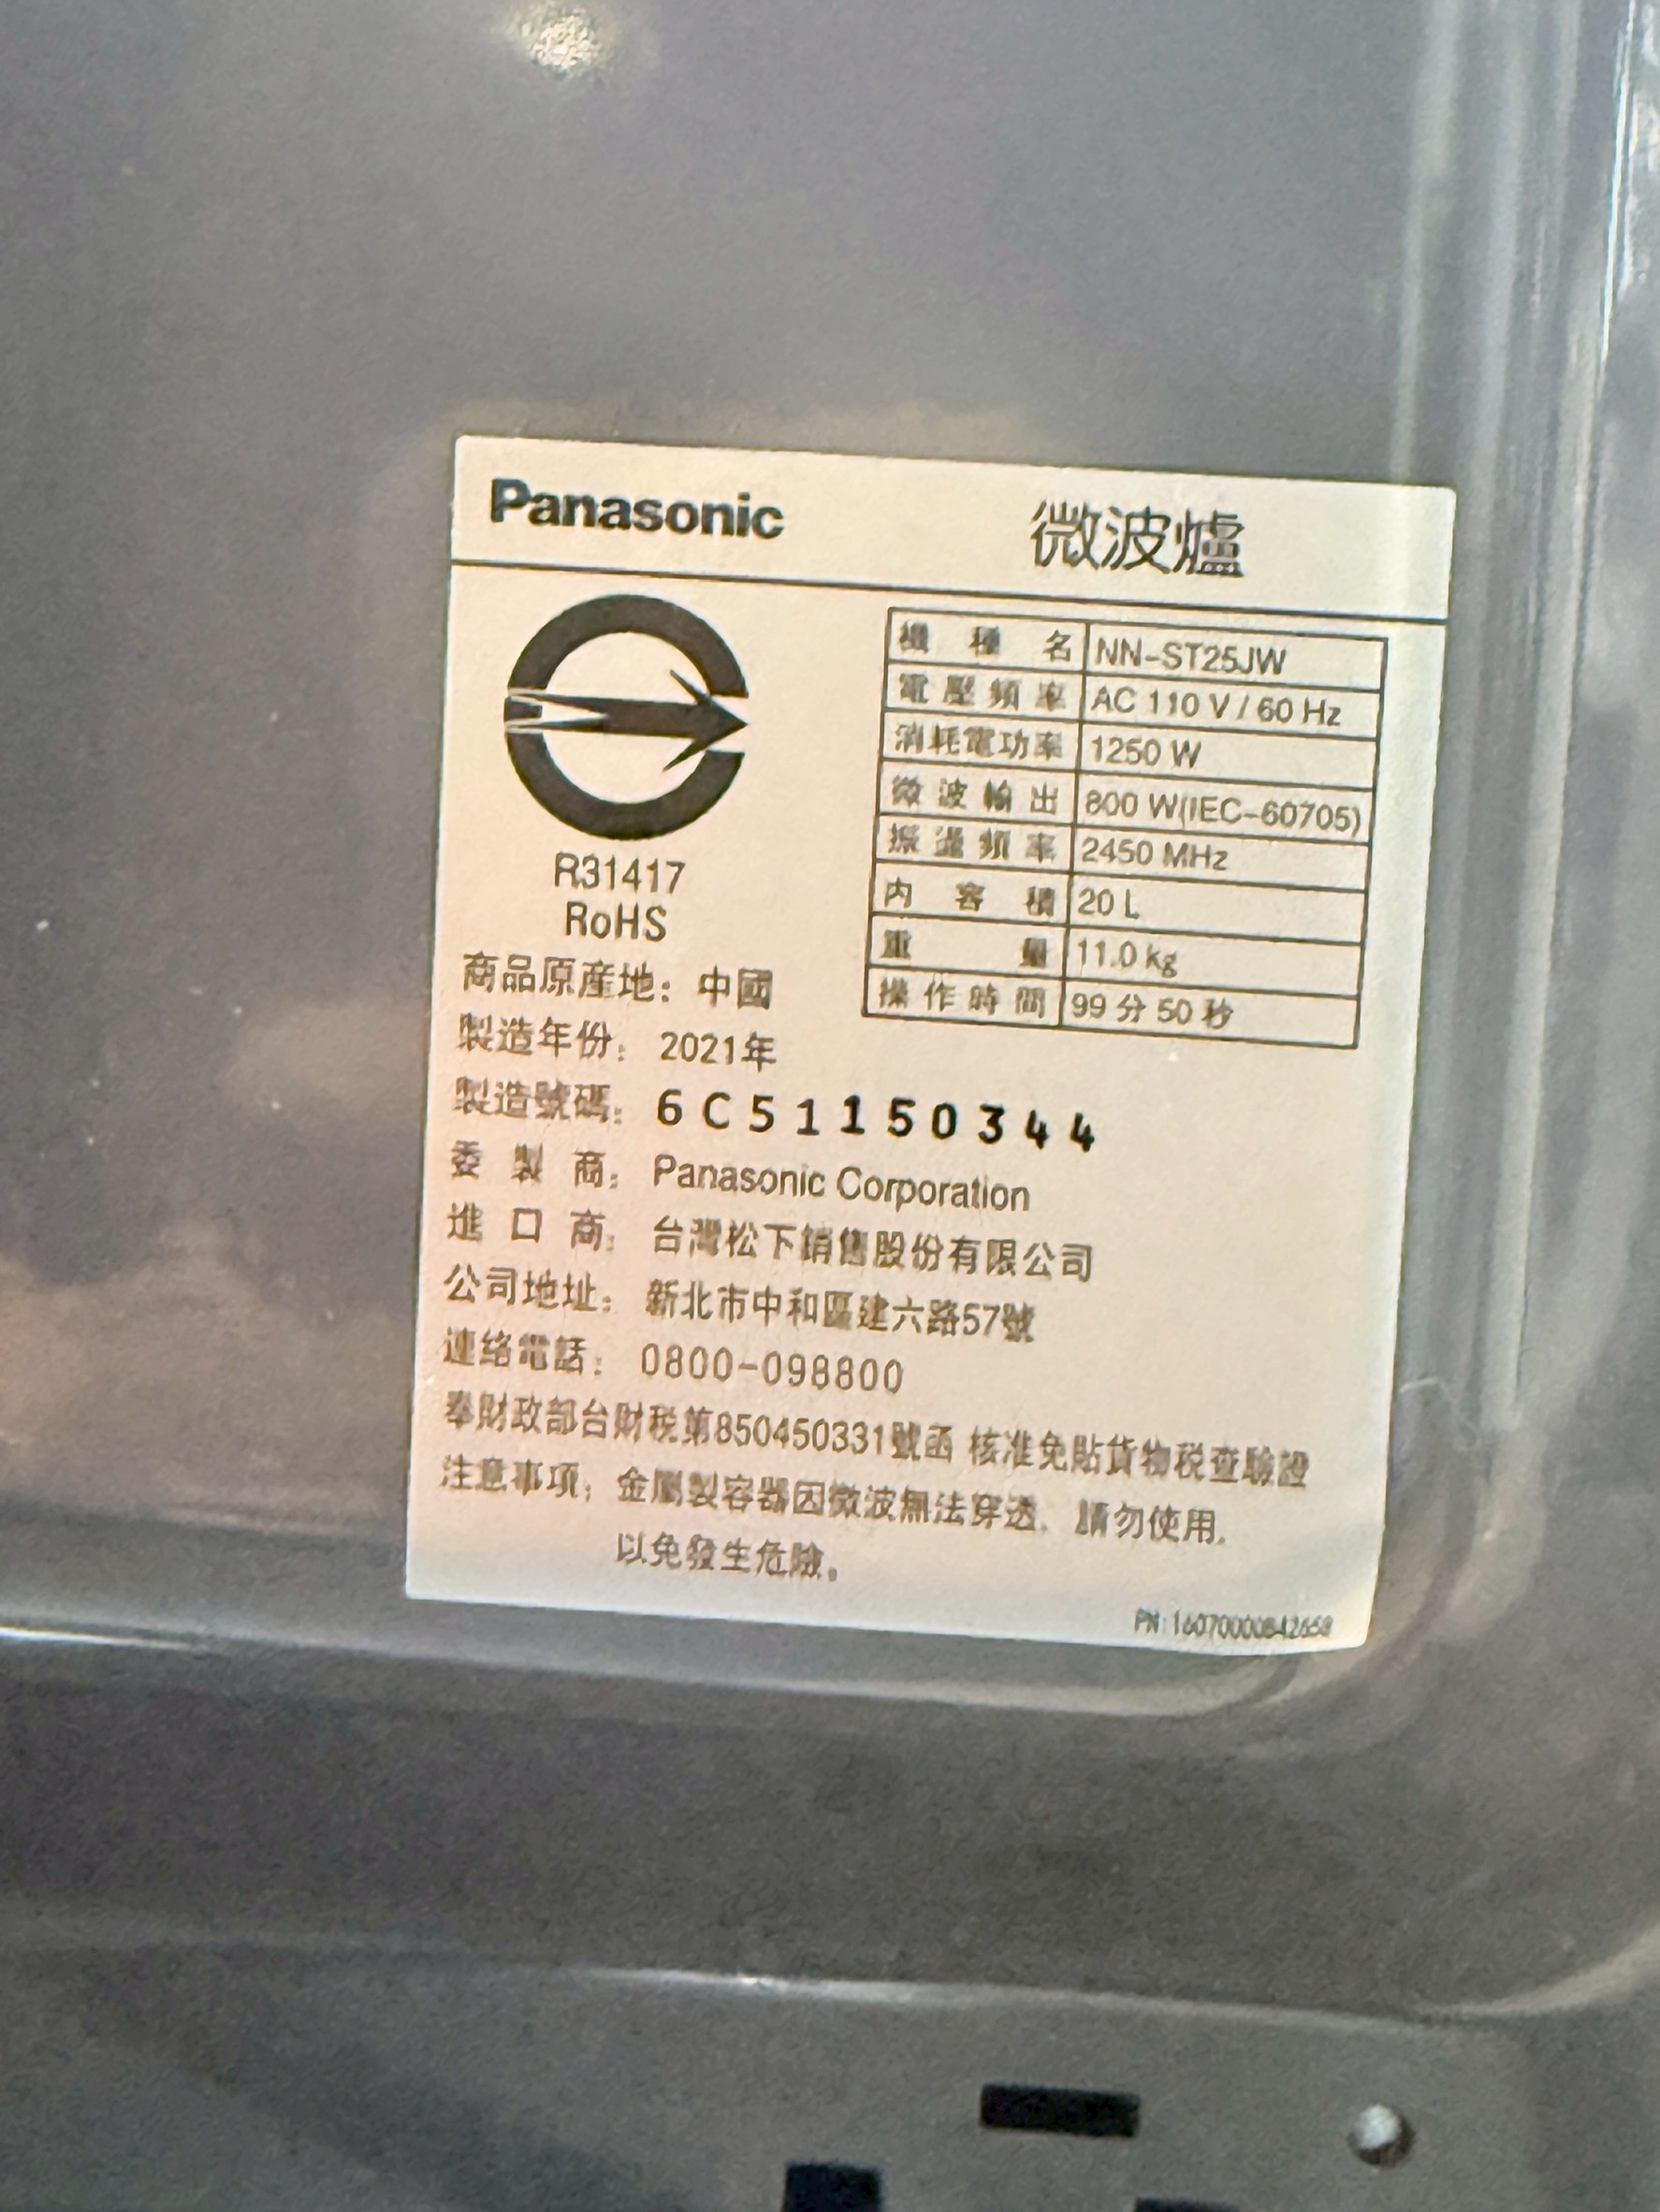 Panasonic 微波爐
機種名 NN-ST25JW
電壓頻率 AC 110 V / 60 Hz
消耗電功率 1250 W
微波輸出 800 W(IEC-60705)
振盪頻率 2450 MHz
內容積 20 L
重量 11.0 kg
操作時間 99 分 50 秒
R31417
RoHS
商品原產地：中國
製造年份：2021年
製造號碼：6C51150344
委製商：Panasonic Corporation
進口商：台灣松下銷售股份有限公司
公司地址：新北市中和區建六路57號
連絡電話：0800-098800
奉財政部台財稅第850450331號函 核准免貼貨物稅查驗證
注意事項：金屬製容器因微波無法穿透，請勿使用，
以免發生危險。